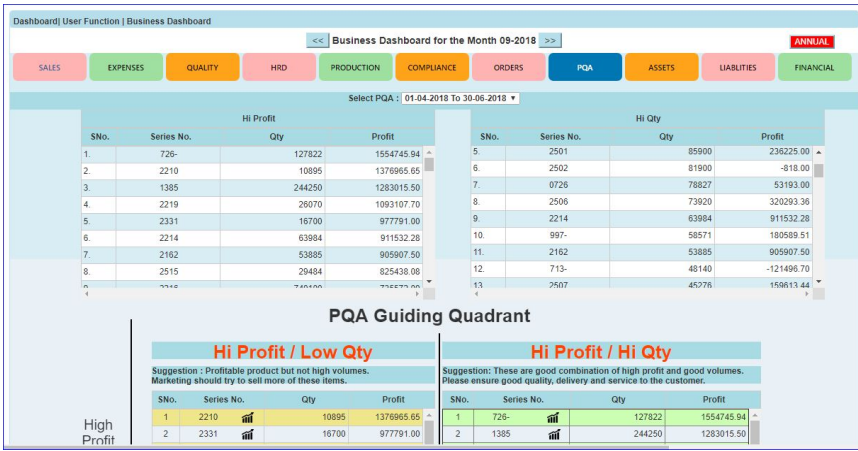 Dashboard| User Function | Business Dashboard
<< Business Dashboard for the Month 09-2018 >>
ANNUAL
SALES EXPENSES QUALITY HRD PRODUCTION COMPLIANCE ORDERS PQA ASSETS LIABLITIES FINANCIAL
Select PQA : 01-04-2018 To 30-06-2018
Hi Profit
SNo. Series No. Qty Profit
1. 726- 127822 1554745.94
2. 2210 10895 1376965.65
3. 1385 244250 1283015.50
4. 2219 26070 1093107.70
5. 2331 16700 977791.00
6. 2214 63984 911532.28
7. 2162 53885 905907.50
8. 2515 29484 825438.08
Hi Qty
SNo. Series No. Qty Profit
5. 2501 85900 236225.00
6. 2502 81900 -818.00
7. 0726 78827 53193.00
8. 2506 73920 320293.36
9. 2214 63984 911532.28
10. 997- 58571 180589.51
11. 2162 53885 905907.50
12. 713- 48140 -121496.70
13. 2507 45276 159613.44
PQA Guiding Quadrant
High
Profit
Hi Profit / Low Qty
Suggestion : Profitable product but not high volumes.
Marketing should try to sell more of these items.
SNo. Series No. Qty Profit
1 2210 10895 1376965.65
2 2331 16700 977791.00
Hi Profit / Hi Qty
Suggestion: These are good combination of high profit and good volumes.
Please ensure good quality, delivery and service to the customer.
SNo. Series No. Qty Profit
1 726- 127822 1554745.94
2 1385 244250 1283015.50